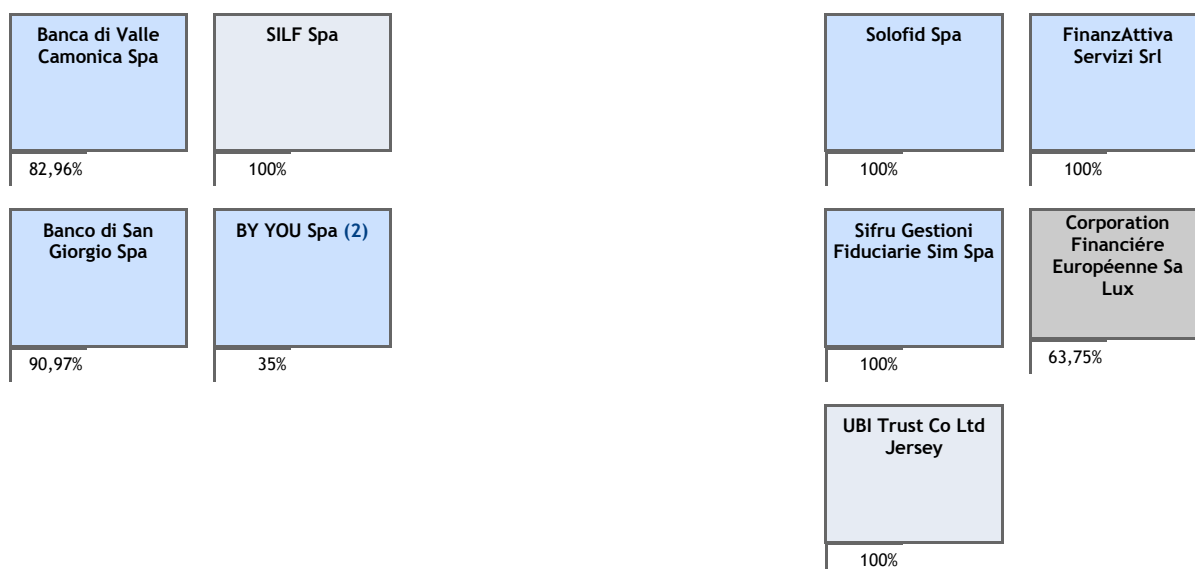 Banca di Valle
Camonica Spa
82,96%
SILF Spa
100%
Solofid Spa
100%
FinanzAttiva
Servizi Srl
100%
Banco di San
Giorgio Spa
90,97%
BY YOU Spa (2)
35%
Sifru Gestioni
Fiduciarie Sim Spa
100%
Corporation
Financiére
Européenne Sa
Lux
63,75%
UBI Trust Co Ltd
Jersey
100%